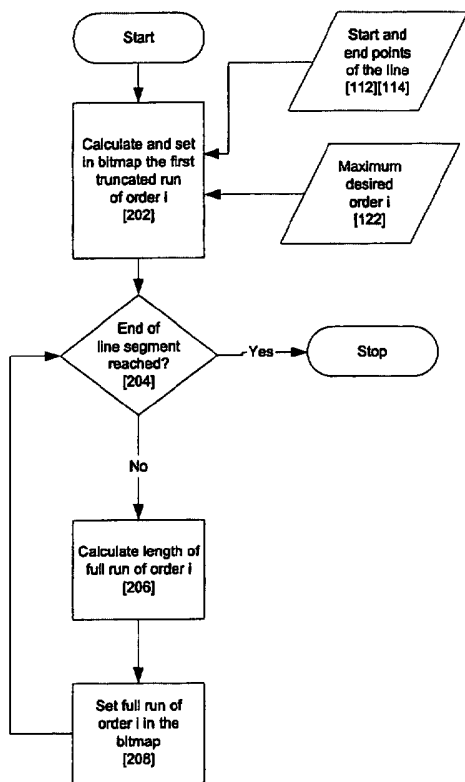 Start
Start and
end points
of the line
[112][114]
Calculate and set
in bitmap the first
truncated run
of order i
[202]
Maximum
desired
order i
[122]
End of
line segment
reached?
[204]
Yes
Stop
No
Calculate length of
full run of order i
[206]
Set full run of
order i in the
bitmap
[208]